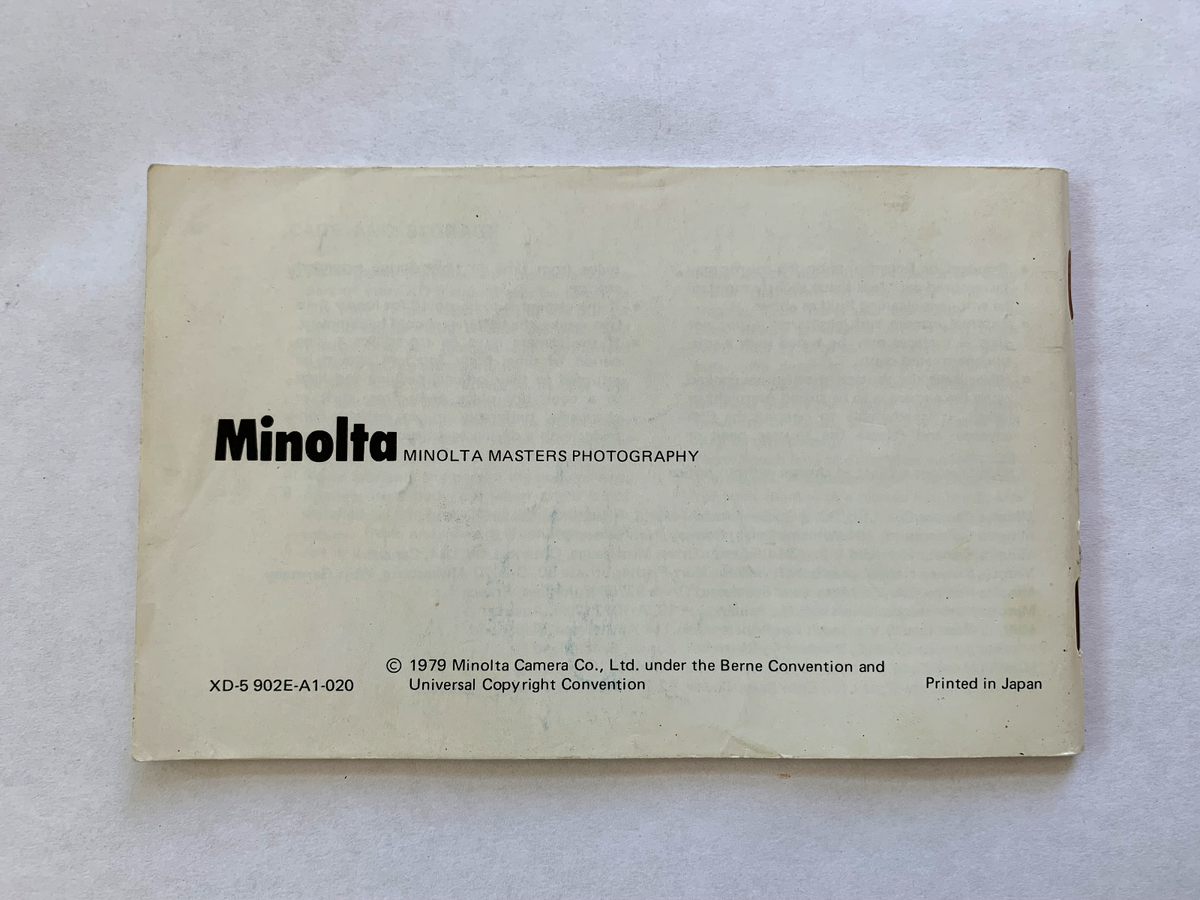 Minolta MINOLTA MASTERS PHOTOGRAPHY
© 1979 Minolta Camera Co., Ltd. under the Berne Convention and
Universal Copyright Convention
XD-5 902E-A1-020
Printed in Japan